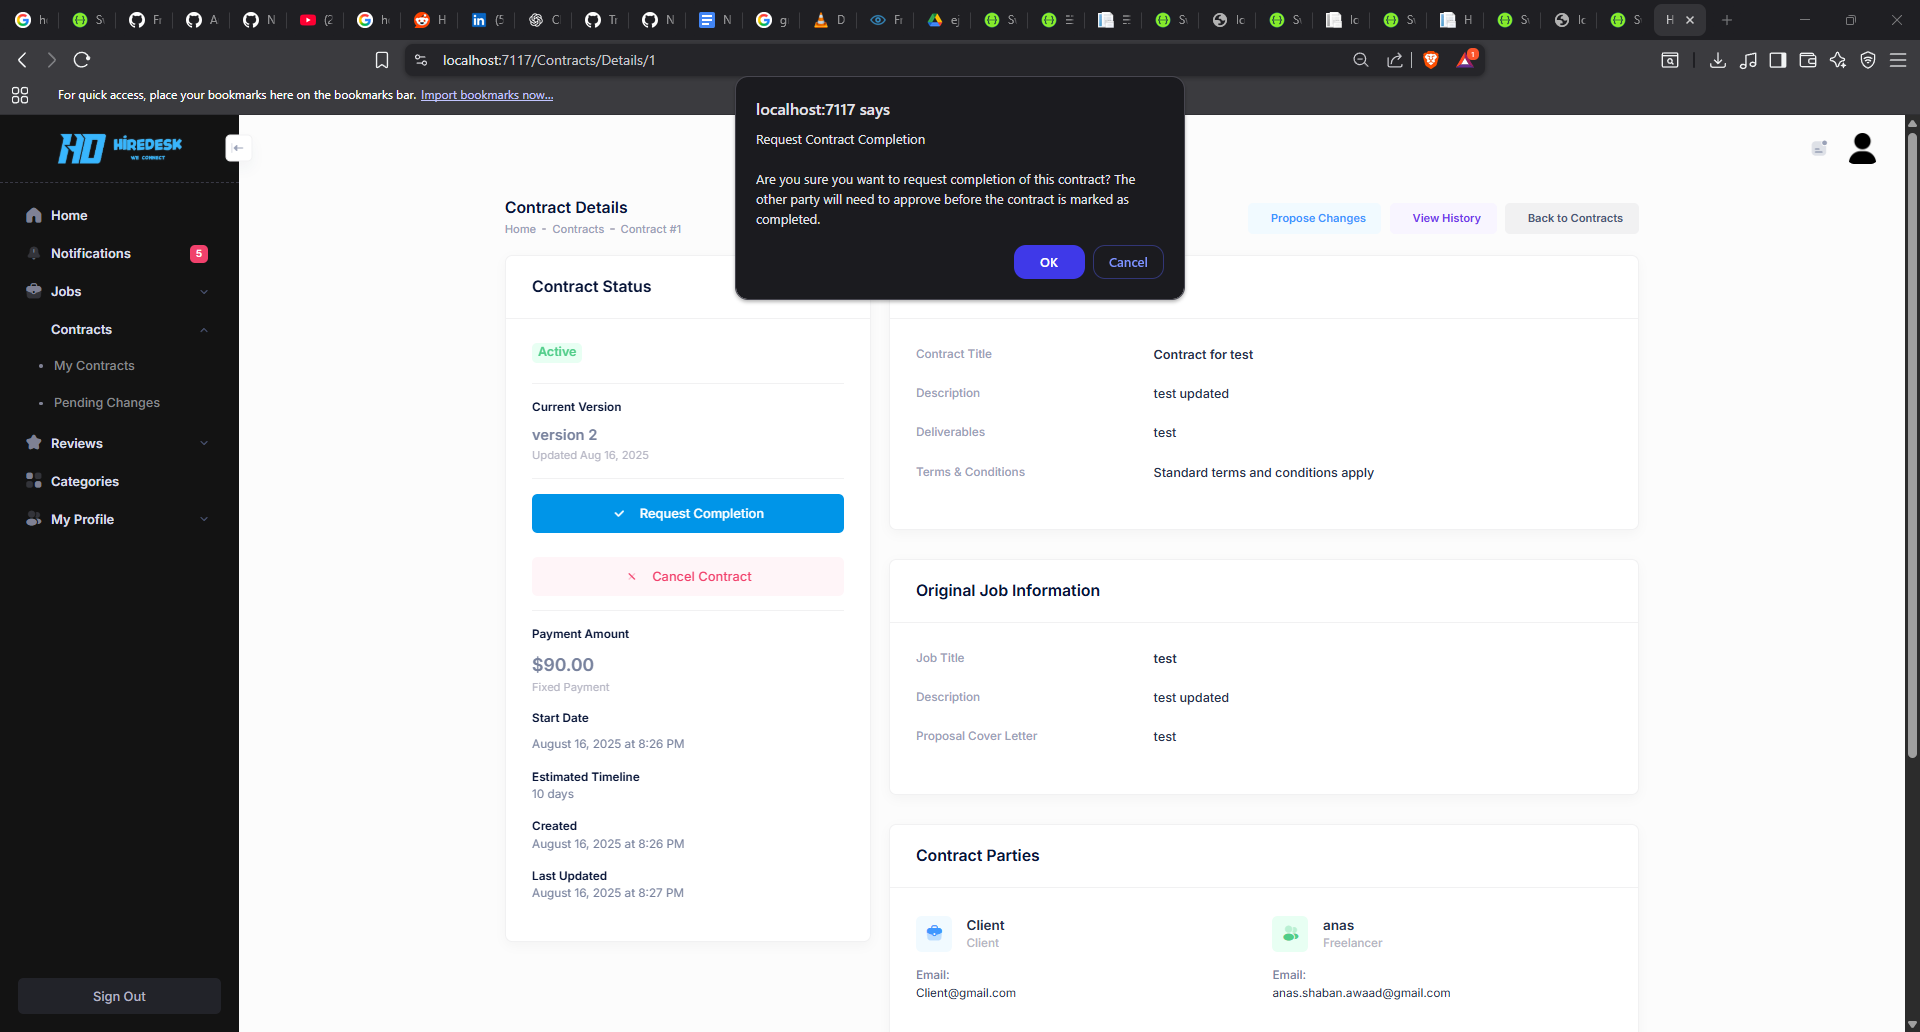 localhost:7117/Contracts/Details/1
1
For quick access, place your bookmarks here on the bookmarks bar. Import bookmarks now...
localhost:7117 says
Request Contract Completion
Are you sure you want to request completion of this contract? The
other party will need to approve before the contract is marked as
completed.
OK
Cancel
HD HIREDESK
WE CONNECT
Home
Notifications
5
Jobs
Contracts
My Contracts
Pending Changes
Reviews
Categories
My Profile
Sign Out
Contract Details
Home - Contracts - Contract #1
Propose Changes
View History
Back to Contracts
Contract Status
Active
Current Version
version 2
Updated Aug 16, 2025
Request Completion
Cancel Contract
Payment Amount
$90.00
Fixed Payment
Start Date
August 16, 2025 at 8:26 PM
Estimated Timeline
10 days
Created
August 16, 2025 at 8:26 PM
Last Updated
August 16, 2025 at 8:27 PM
Contract Title
Contract for test
Description
test updated
Deliverables
test
Terms & Conditions
Standard terms and conditions apply
Original Job Information
Job Title
test
Description
test updated
Proposal Cover Letter
test
Contract Parties
Client
Client
Email:
Client@gmail.com
anas
Freelancer
Email:
anas.shaban.awaad@gmail.com